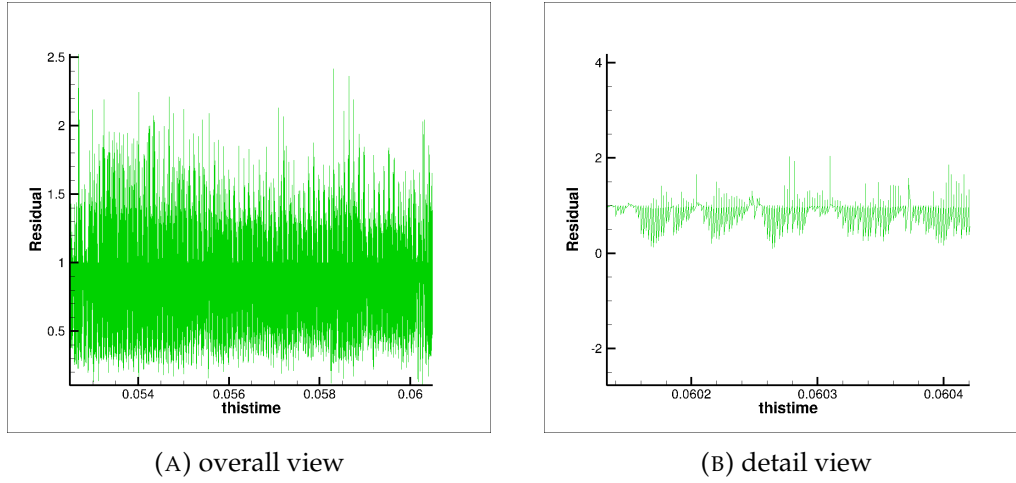 2.5
2
1.5
1
0.5
Residual
0.054
0.056
0.058
0.06
thistime
(A) overall view
4
2
0
-2
Residual
0.0602
0.0603
0.0604
thistime
(B) detail view